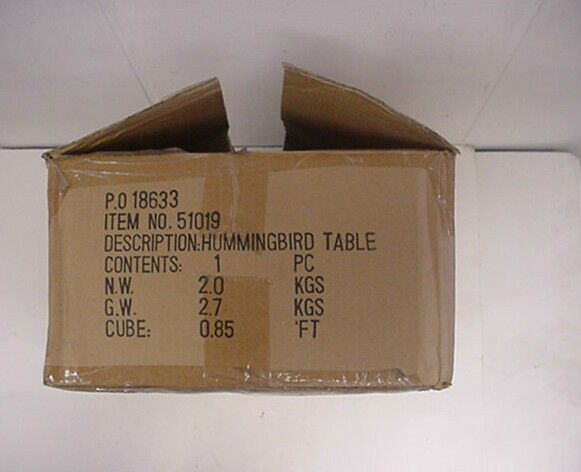 P.O 18633
ITEM NO. 51019
DESCRIPTION:HUMMINGBIRD TABLE
CONTENTS: 1 PC
N.W. 2.0 KGS
G.W. 2.7 KGS
CUBE: 0.85 'FT